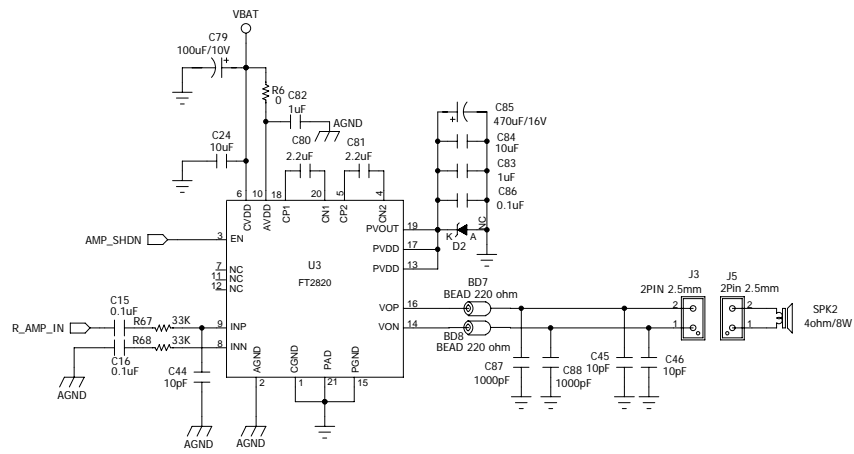 VBAT
C79
100uF/10V
+
R6
0
C82
1uF
AGND
C24
10uF
C80
2.2uF
C81
2.2uF
+
C85
470uF/16V
C84
10uF
C83
1uF
C86
0.1uF
6
10
18
20
5
4
CVDD
AVDD
CP1
CN1
CP2
CN2
AMP_SHDN
3
EN
U3
FT2820
PVOUT
19
K
A
NC
D2
PVDD
17
PVDD
13
7
NC
11
NC
12
NC
BD7
BEAD 220 ohm
VOP
16
VON
14
BD8
BEAD 220 ohm
J3
2PIN 2.5mm
2
1
J5
2Pin 2.5mm
2
1
SPK2
4ohm/8W
C15
0.1uF
R67
33K
R_AMP_IN
9
INP
R68
33K
8
INN
C16
0.1uF
C44
10pF
AGND
CGND
PAD
PGND
2
1
21
15
C87
1000pF
C88
1000pF
C45
10pF
C46
10pF
AGND
AGND
AGND